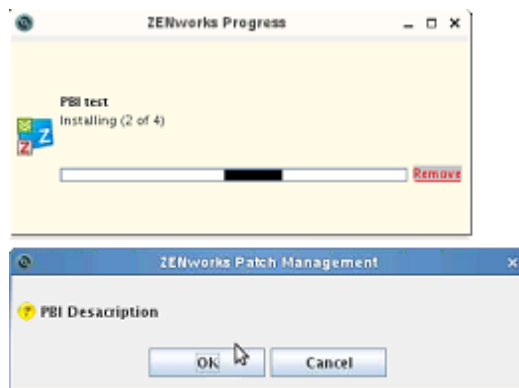 ZENworks Progress
PBI test
Installing (2 of 4)
Z
Z
Remove
ZENworks Patch Management
PBI Desacription
OK
Cancel